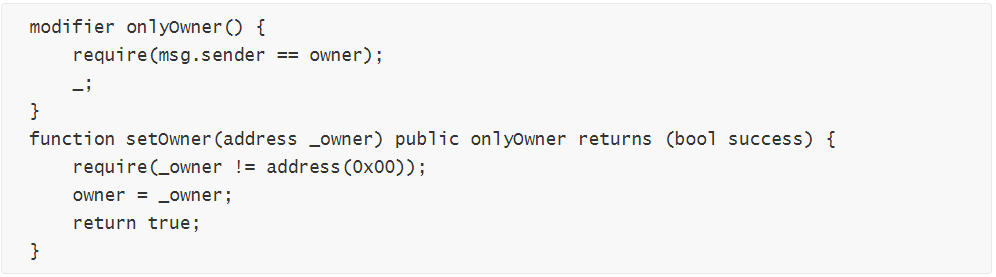 modifier onlyOwner() {
    require(msg.sender == owner);
    _;
}
function setOwner(address _owner) public onlyOwner returns (bool success) {
    require(_owner != address(0x00));
    owner = _owner;
    return true;
}